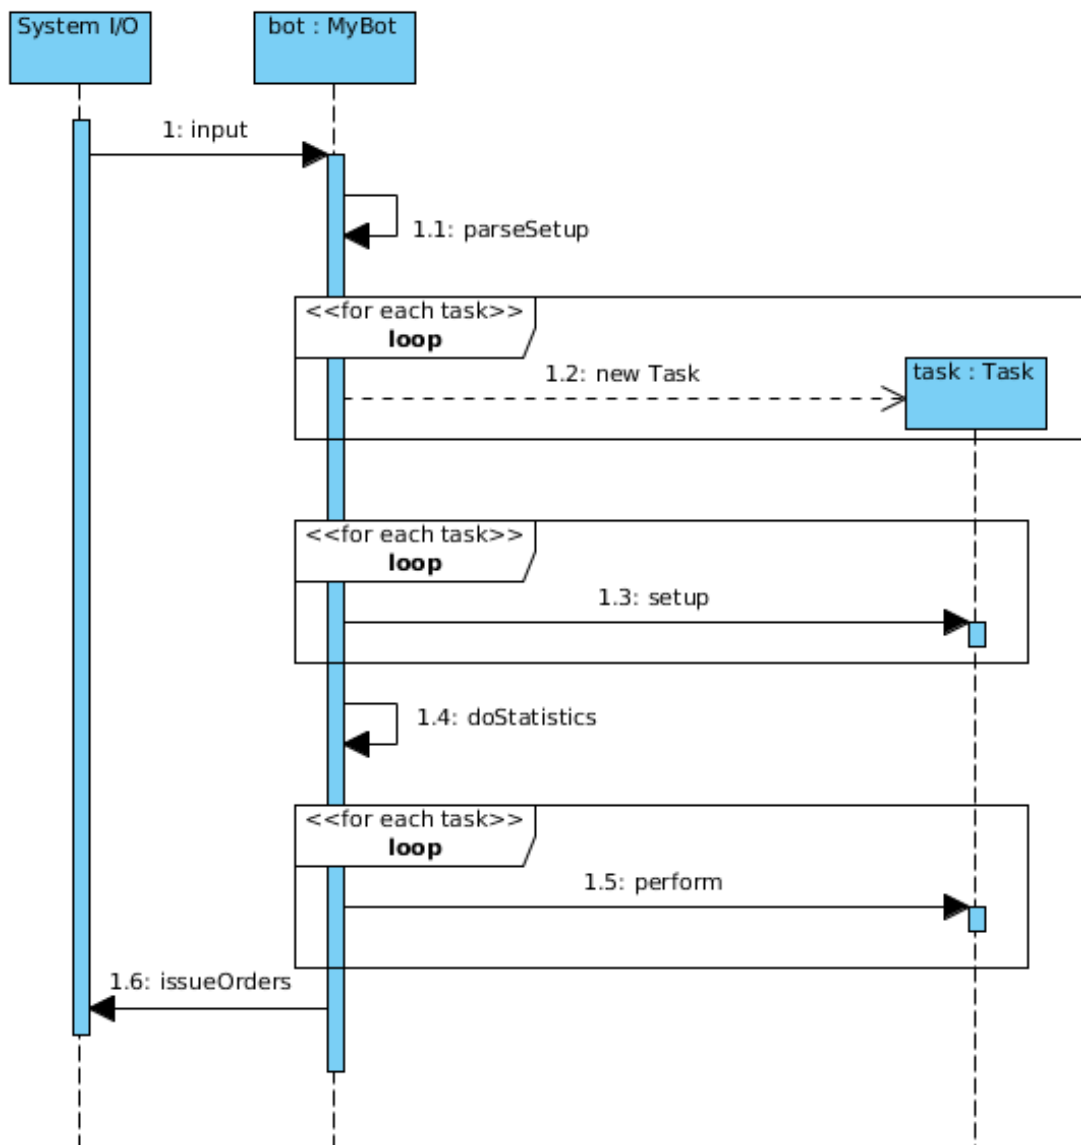 System I/O
bot : MyBot
1: input
1.1: parseSetup
<<for each task>>
loop
1.2: new Task
task : Task
<<for each task>>
loop
1.3: setup
1.4: doStatistics
<<for each task>>
loop
1.5: perform
1.6: issueOrders